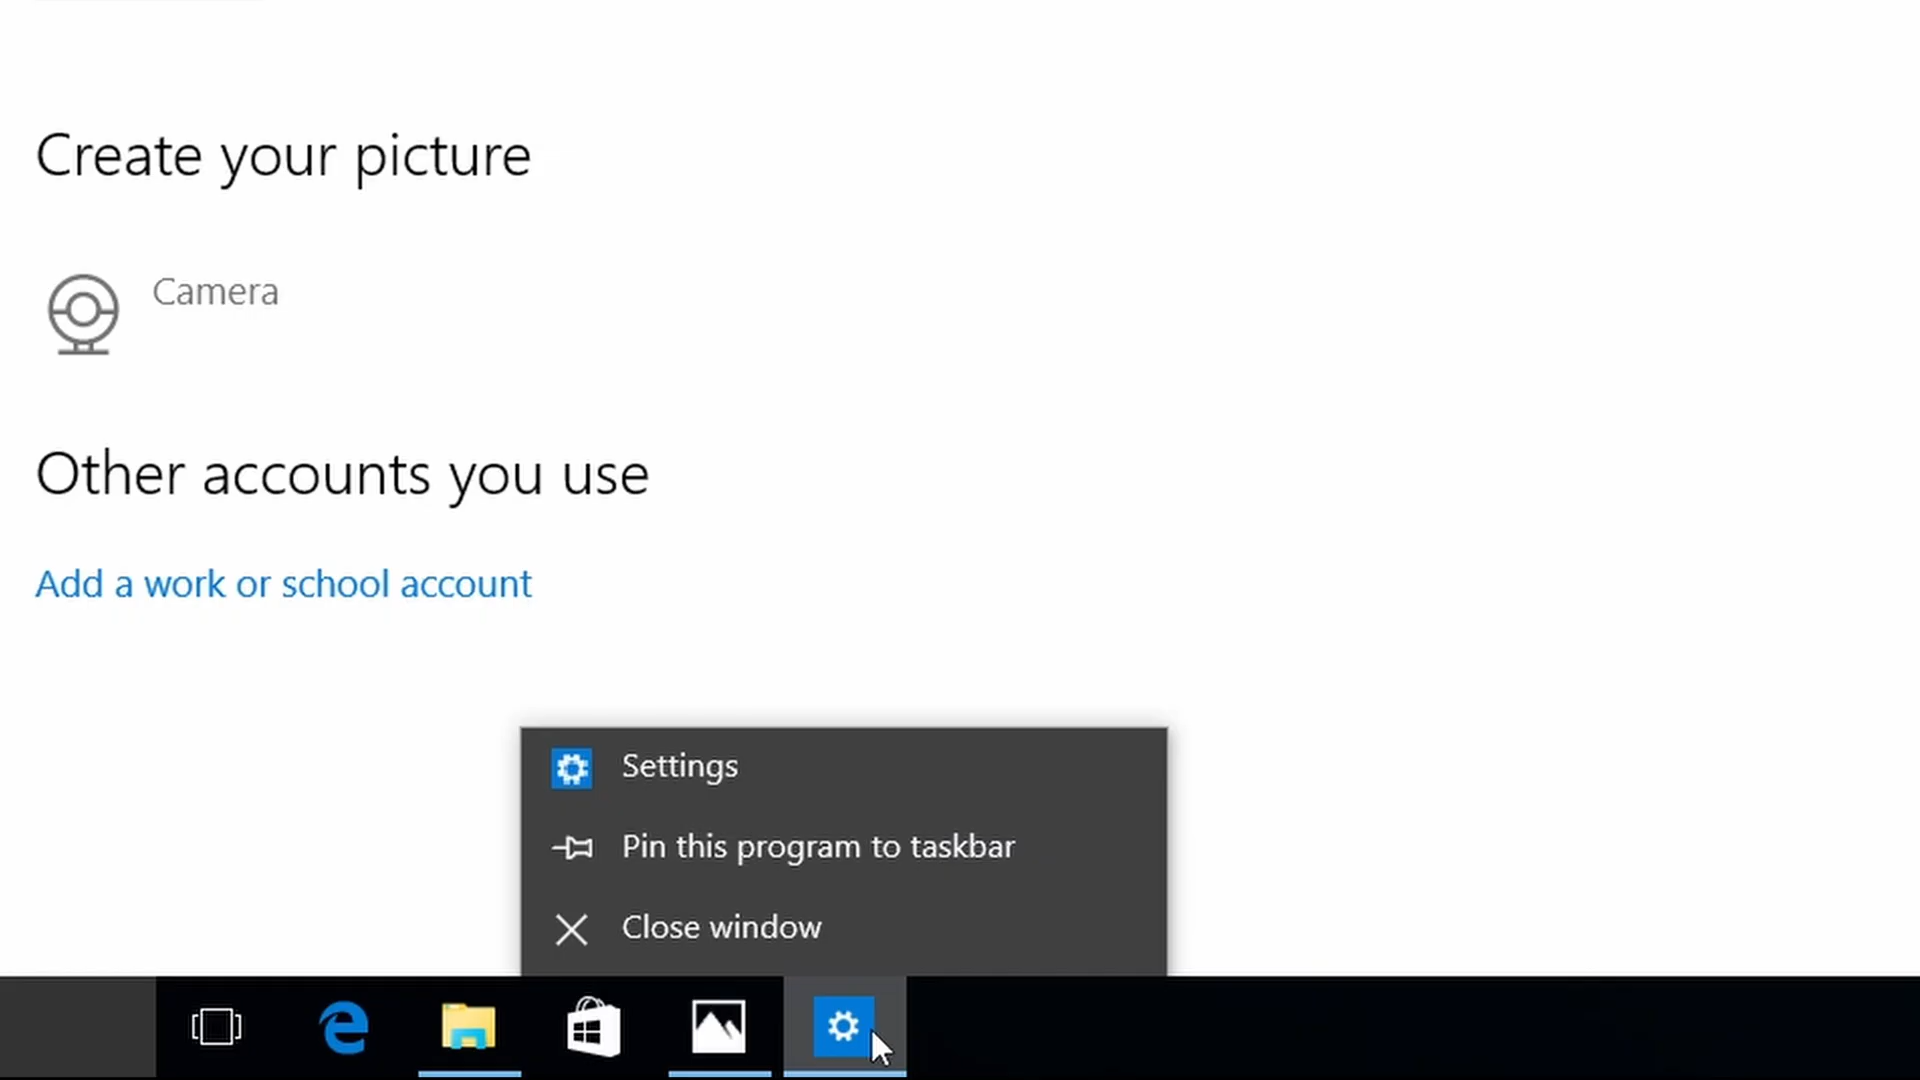 Create your picture
Camera
Other accounts you use
Add a work or school account
Settings
Pin this program to taskbar
Close window